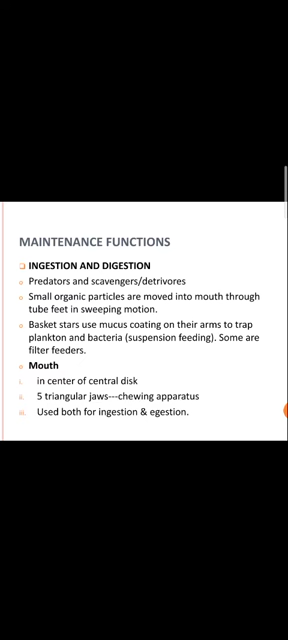 MAINTENANCE FUNCTIONS
INGESTION AND DIGESTION
Predators and scavengers/detrivores
Small organic particles are moved into mouth through
tube feet in sweeping motion.
Basket stars use mucus coating on their arms to trap
plankton and bacteria (suspension feeding). Some are
filter feeders.
Mouth
i. in center of central disk
ii. 5 triangular jaws---chewing apparatus
iii. Used both for ingestion & egestion.